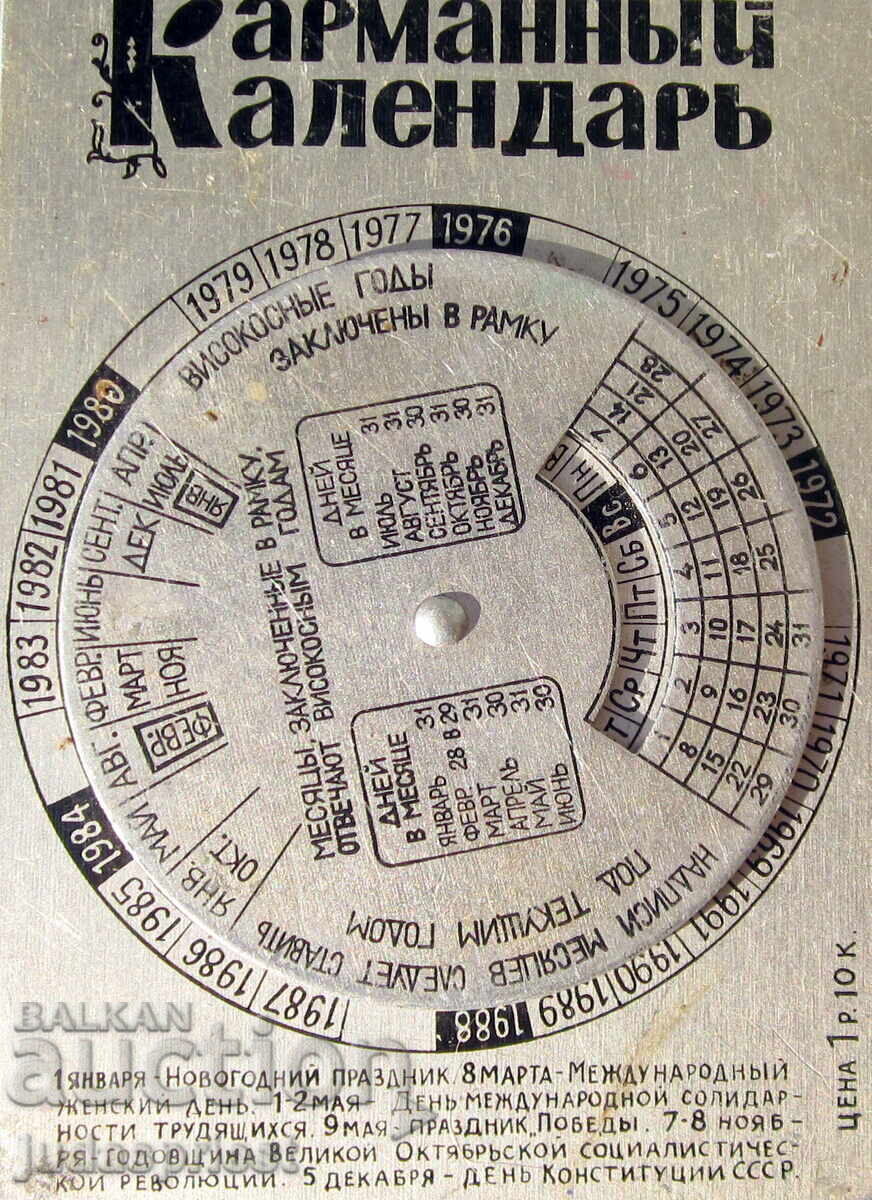 Карманный
Календарь
1969
1970
1971
1972
1973
1974
1975
1976
1977
1978
1979
1980
1981
1982
1983
1984
1985
1986
1987
1988
1989
1990
1991
ВИСОКОСНЫЕ ГОДЫ
ЗАКЛЮЧЕНЫ В РАМКУ
МЕСЯЦЫ, ЗАКЛЮЧЕННЫЕ В РАМКУ,
ОТВЕЧАЮТ ВИСОКОСНЫМ ГОДАМ
НАДПИСИ МЕСЯЦЕВ СЛЕДУЕТ СТАВИТЬ
ПОД ТЕКУЩИМ ГОДОМ
АПР. ИЮЛЬ ЯНВ.
СЕНТ. ДЕК
ИЮНЬ
ФЕВР. МАРТ НОЯ
АВГ. ФЕВР.
МАЙ
ЯНВ. ОКТ.
ДНЕЙ
В МЕСЯЦЕ
ЯНВАРЬ 31
ФЕВР. 28 В 29
МАРТ 31
АПРЕЛЬ 30
МАЙ 31
ИЮНЬ 30
ДНЕЙ
В МЕСЯЦЕ
ИЮЛЬ 31
АВГУСТ 31
СЕНТЯБРЬ 30
ОКТЯБРЬ 31
НОЯБРЬ 30
ДЕКАБРЬ 31
В Пн Вс Сб Пт Чт Ср Т
1 8 15 22 29
2 9 16 23 30
3 10 17 24 31
4 11 18 25
5 12 19 26
6 13 20 27
7 14 21 28
ЦЕНА 1 Р. 10 К.
1 ЯНВАРЯ - НОВОГОДНИЙ ПРАЗДНИК. 8 МАРТА - МЕЖДУНАРОДНЫЙ
ЖЕНСКИЙ ДЕНЬ. 1-2 МАЯ - ДЕНЬ МЕЖДУНАРОДНОЙ СОЛИДАР-
НОСТИ ТРУДЯЩИХСЯ. 9 МАЯ - ПРАЗДНИК ПОБЕДЫ. 7-8 НОЯБ-
РЯ - ГОДОВЩИНА ВЕЛИКОЙ ОКТЯБРЬСКОЙ СОЦИАЛИСТИЧЕС-
КОЙ РЕВОЛЮЦИИ. 5 ДЕКАБРЯ - ДЕНЬ КОНСТИТУЦИИ СССР.
BALKAN
auction